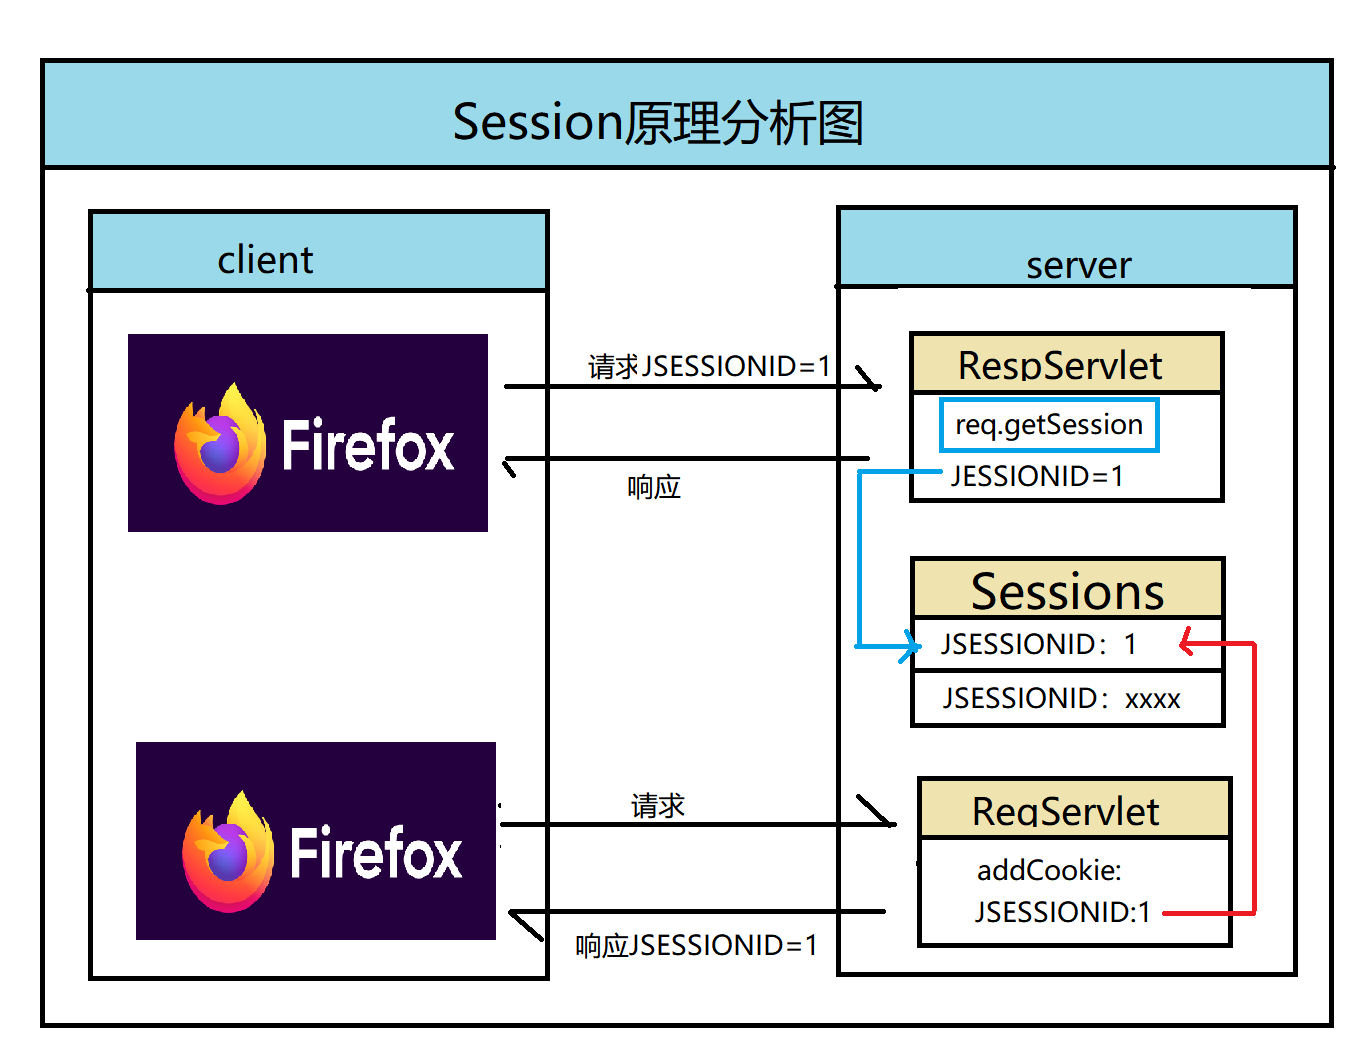 Session原理分析图
client
server
Firefox
请求JSESSIONID=1
响应
RespServlet
req.getSession
JESSIONID=1
Sessions
JSESSIONID：1
JSESSIONID：xxxx
Firefox
请求
响应JSESSIONID=1
ReqServlet
addCookie:
JSESSIONID:1